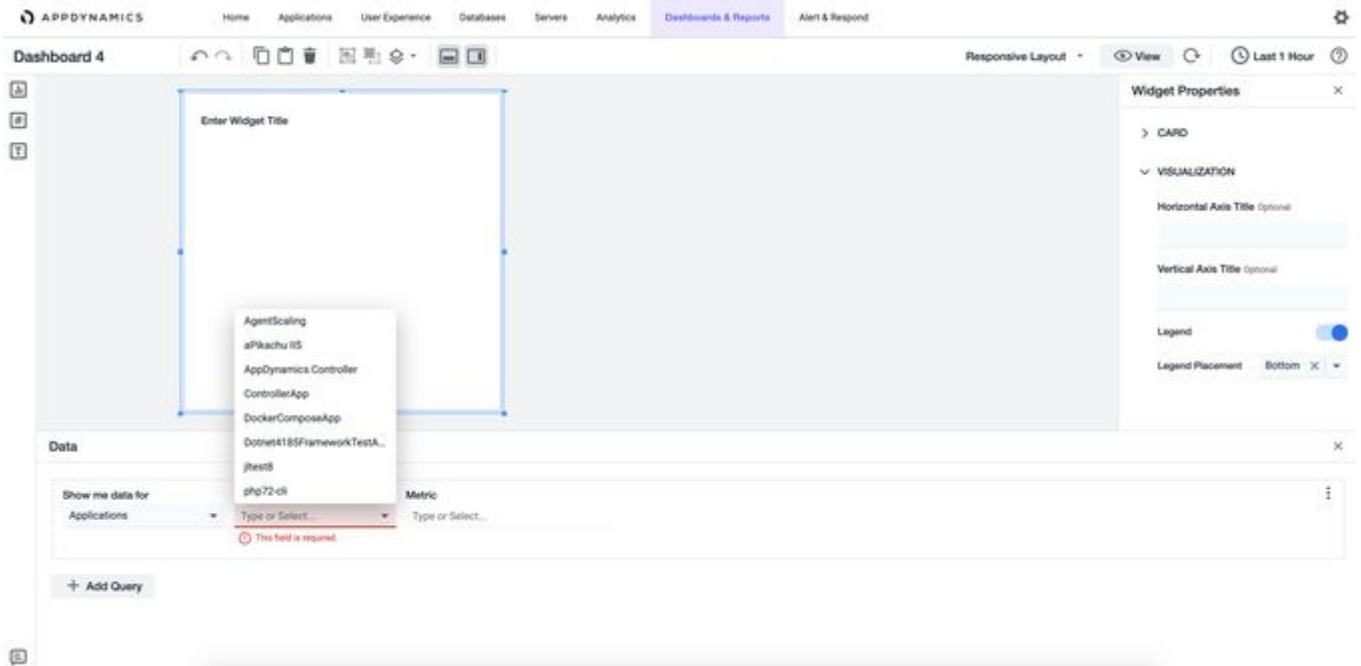 APPDYNAMICS Home Applications User Experience Databases Servers Analytics Dashboards & Reports Alert & Respond
Dashboard 4 Responsive Layout View Last 1 Hour
Widget Properties
Enter Widget Title
CARD
VISUALIZATION
Horizontal Axis Title Optional
Vertical Axis Title Optional
Legend
Legend Placement Bottom
AgentScaling
aPikachu IIS
AppDynamics Controller
ControllerApp
DockerComposeApp
Dotnet4185FrameworkTestA...
jltest8
php72-cli
Data
Show me data for Metric
Applications Type or Select... Type or Select...
This field is required.
+ Add Query